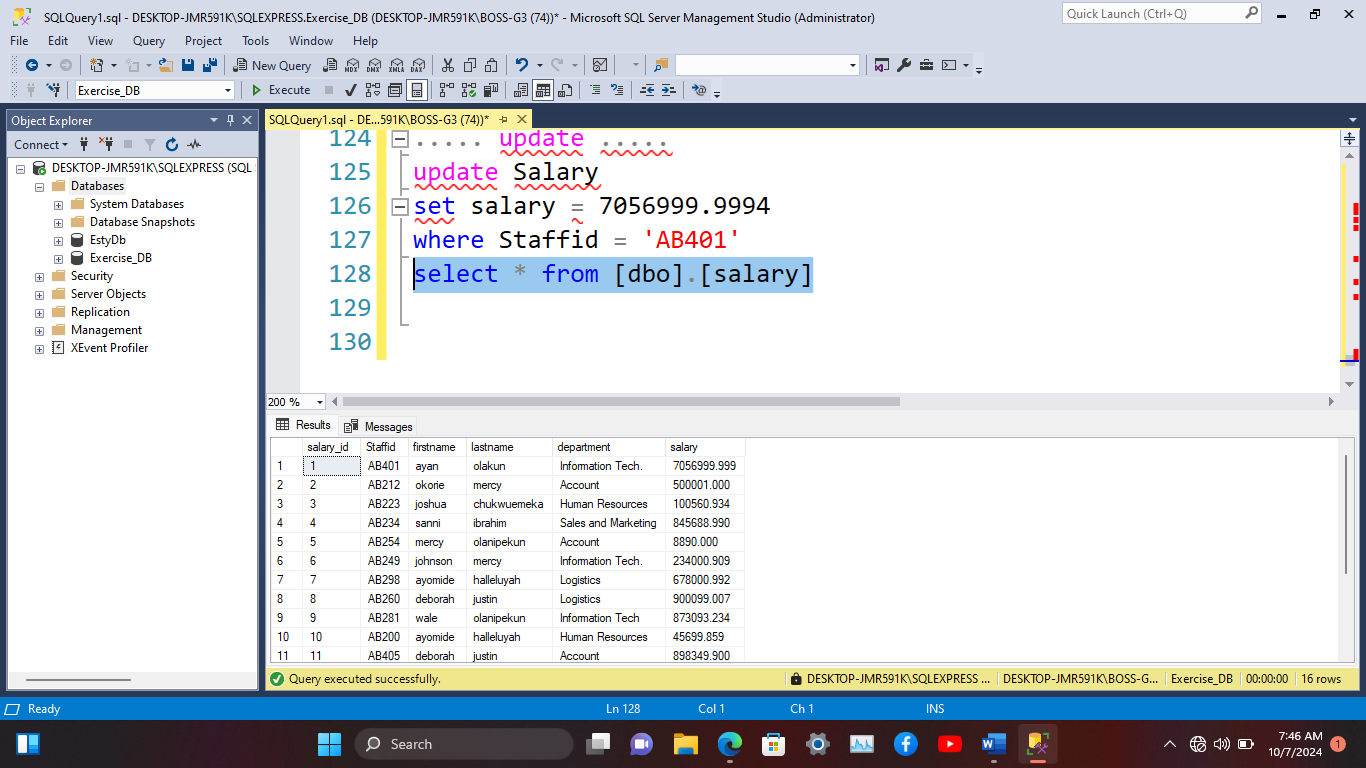 SQLQuery1.sql - DESKTOP-JMR591K\SQLEXPRESS.Exercise_DB (DESKTOP-JMR591K\BOSS-G3 (74))* - Microsoft SQL Server Management Studio (Administrator)
Quick Launch (Ctrl+Q)
File Edit View Query Project Tools Window Help
New Query MDX DMX XMLA DAX
Exercise_DB Execute
Object Explorer
Connect
DESKTOP-JMR591K\SQLEXPRESS (SQL
Databases
System Databases
Database Snapshots
EstyDb
Exercise_DB
Security
Server Objects
Replication
Management
XEvent Profiler
SQLQuery1.sql - DE...591K\BOSS-G3 (74))*
124 ..... update .....
125 update Salary
126 set salary = 7056999.9994
127 where Staffid = 'AB401'
128 select * from [dbo].[salary]
129
130
200 %
Results Messages
salary_id Staffid firstname lastname department salary
1 1 AB401 ayan olakun Information Tech. 7056999.999
2 2 AB212 okorie mercy Account 500001.000
3 3 AB223 joshua chukwuemeka Human Resources 100560.934
4 4 AB234 sanni ibrahim Sales and Marketing 845688.990
5 5 AB254 mercy olanipekun Account 8890.000
6 6 AB249 johnson mercy Information Tech. 234000.909
7 7 AB298 ayomide halleluyah Logistics 678000.992
8 8 AB260 deborah justin Logistics 900099.007
9 9 AB281 wale olanipekun Information Tech 873093.234
10 10 AB200 ayomide halleluyah Human Resources 45699.859
11 11 AB405 deborah justin Account 898349.900
Query executed successfully. DESKTOP-JMR591K\SQLEXPRESS ... DESKTOP-JMR591K\BOSS-G... Exercise_DB 00:00:00 16 rows
Ready Ln 128 Col 1 Ch 1 INS
Search
7:46 AM
10/7/2024
1